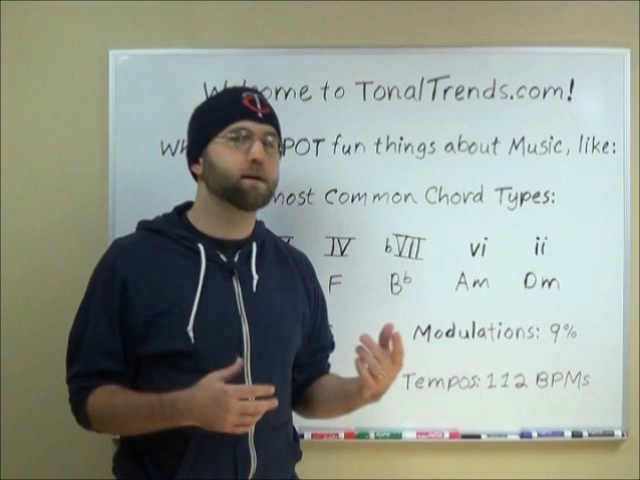 Welcome to TonalTrends.com!
POT fun things about Music, like:
most Common Chord Types:
IV bVII vi ii
F Bb Am Dm
Modulations: 9%
Tempos: 112 BPMs